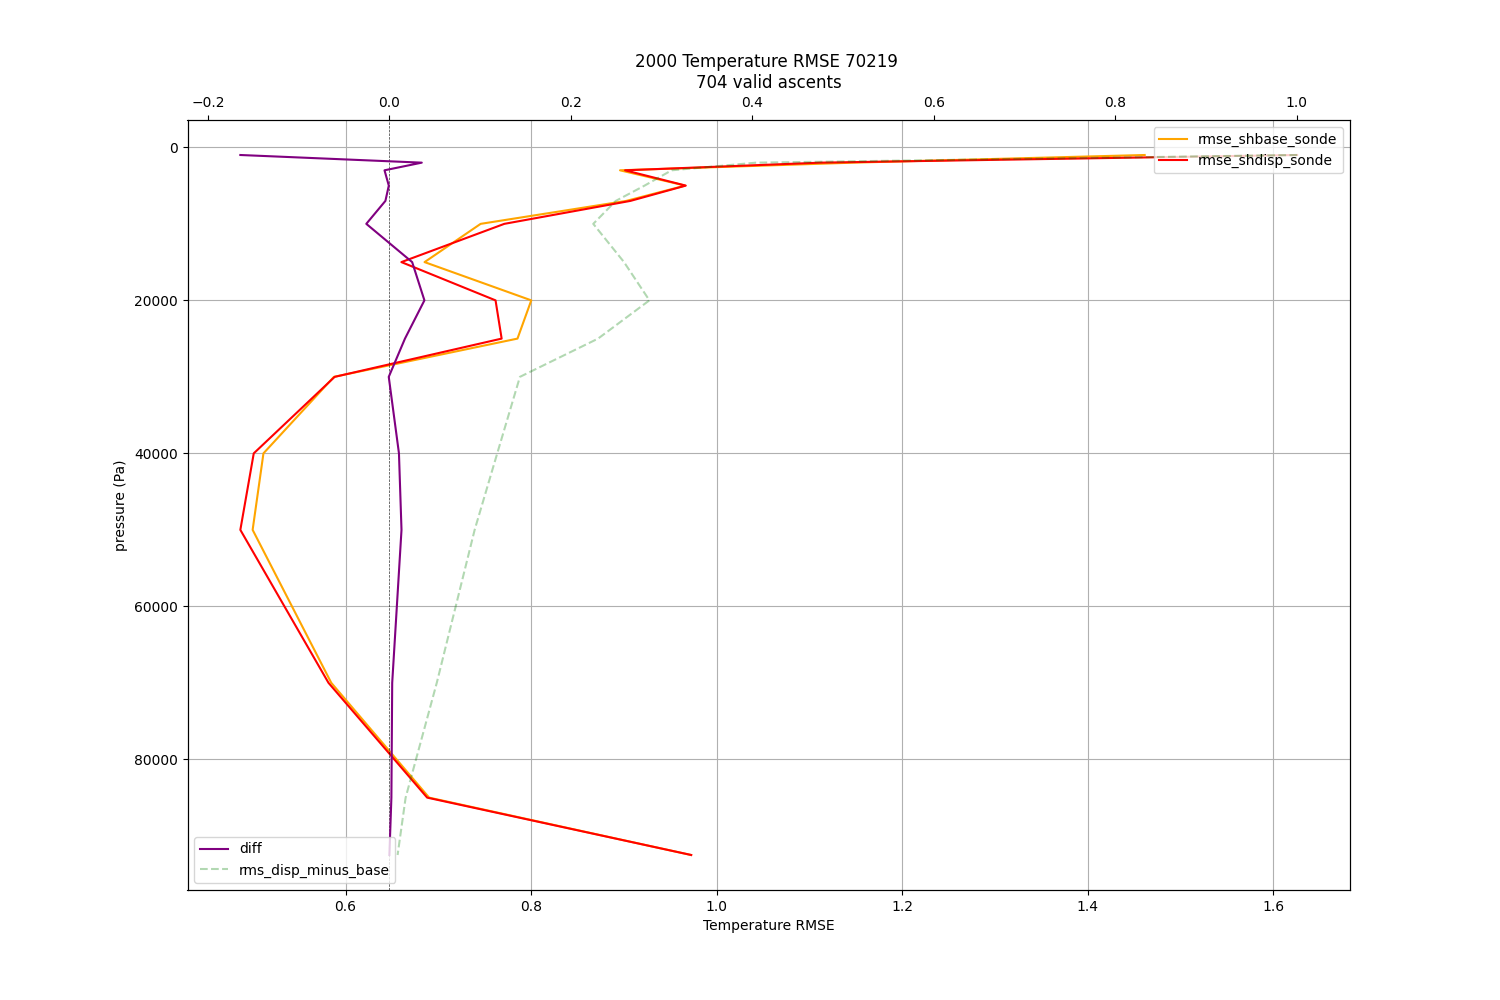 2000 Temperature RMSE 70219
704 valid ascents
−0.2 0.0 0.2 0.4 0.6 0.8 1.0
rmse_shbase_sonde
rmse_shdisp_sonde
0
20000
40000
60000
80000
pressure (Pa)
diff
rms_disp_minus_base
0.6 0.8 1.0 1.2 1.4 1.6
Temperature RMSE